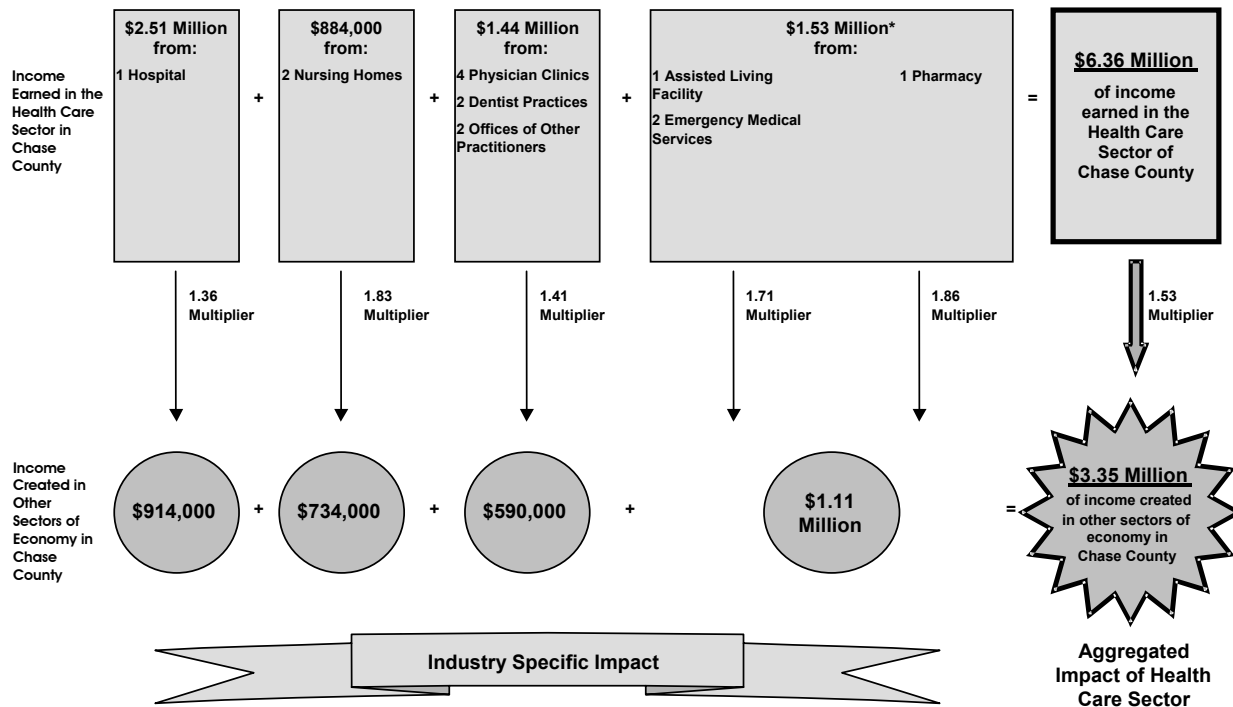 Income
Earned in the
Health Care
Sector in
Chase
County
$2.51 Million
from:
1 Hospital
+
$884,000
from:
2 Nursing Homes
+
$1.44 Million
from:
4 Physician Clinics
2 Dentist Practices
2 Offices of Other
Practitioners
+
$1.53 Million*
from:
1 Assisted Living
Facility
2 Emergency Medical
Services
1 Pharmacy
=
$6.36 Million
of income
earned in the
Health Care
Sector of
Chase County
1.36
Multiplier
1.83
Multiplier
1.41
Multiplier
1.71
Multiplier
1.86
Multiplier
1.53
Multiplier
Income
Created in
Other
Sectors of
Economy in
Chase
County
$914,000
+
$734,000
+
$590,000
+
$1.11
Million
=
$3.35 Million
of income created
in other sectors of
economy in
Chase County
Industry Specific Impact
Aggregated
Impact of Health
Care Sector